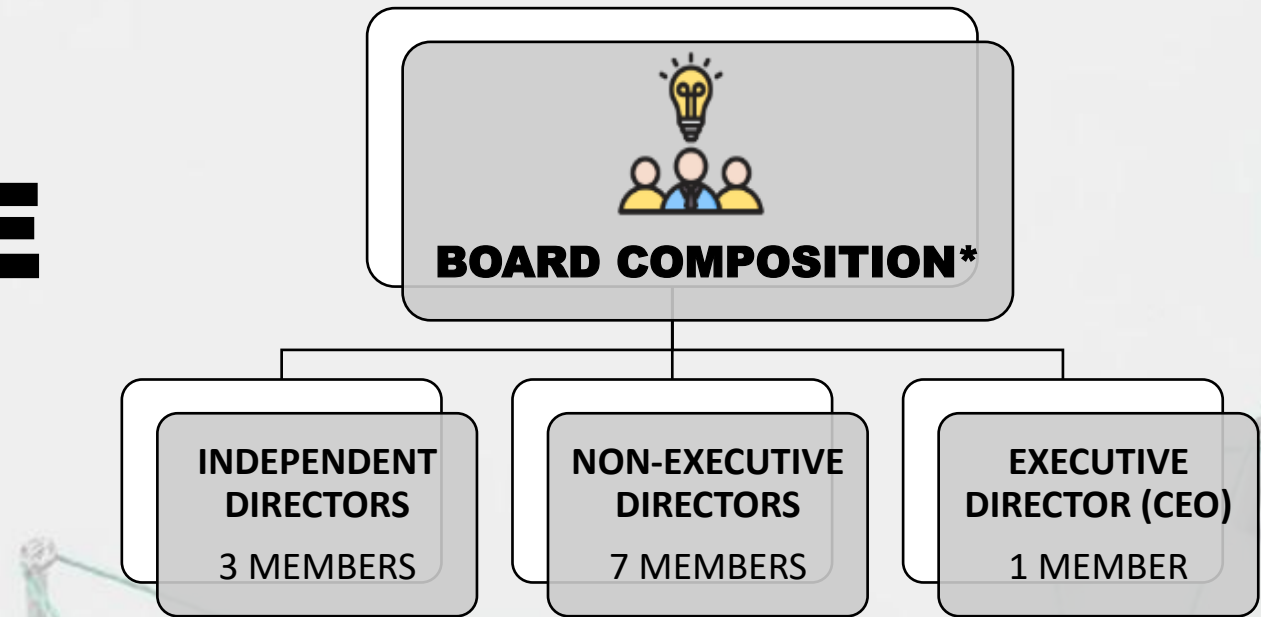 BOARD COMPOSITION*
INDEPENDENT
DIRECTORS
3 MEMBERS
NON-EXECUTIVE
DIRECTORS
7 MEMBERS
EXECUTIVE
DIRECTOR (CEO)
1 MEMBER